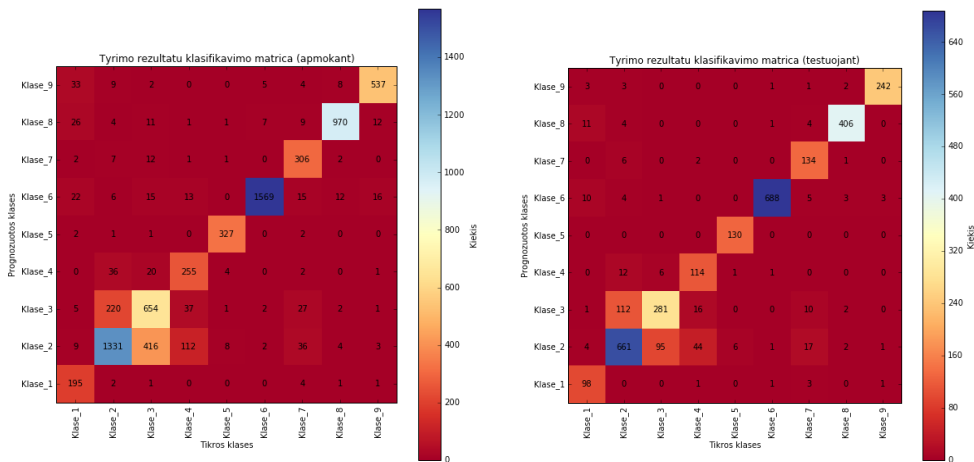 Tyrimo rezultatu klasifikavimo matrica (apmokant)
Klase_9 33 9 2 0 0 5 4 8 537
Klase_8 26 4 11 1 1 7 9 970 12
Klase_7 2 7 12 1 1 0 306 2 0
Klase_6 22 6 15 13 0 1569 15 12 16
Klase_5 2 1 1 0 327 0 2 0 0
Klase_4 0 36 20 255 4 0 2 0 1
Klase_3 5 220 654 37 1 2 27 2 1
Klase_2 9 1331 416 112 8 2 36 4 3
Klase_1 195 2 1 0 0 0 4 1 1
Klase_1 Klase_2 Klase_3 Klase_4 Klase_5 Klase_6 Klase_7 Klase_8 Klase_9
Tikros klases
Prognozuotos klases
1400
1200
1000
800
600
400
200
0
Kiekis
Tyrimo rezultatu klasifikavimo matrica (testuojant)
Klase_9 3 3 0 0 0 1 1 2 242
Klase_8 11 4 0 0 0 1 4 406 0
Klase_7 0 6 0 2 0 0 134 1 0
Klase_6 10 4 1 0 0 688 5 3 3
Klase_5 0 0 0 0 130 0 0 0 0
Klase_4 0 12 6 114 1 1 0 0 0
Klase_3 1 112 281 16 0 0 10 2 0
Klase_2 4 661 95 44 6 1 17 2 1
Klase_1 98 0 0 1 0 1 3 0 1
Klase_1 Klase_2 Klase_3 Klase_4 Klase_5 Klase_6 Klase_7 Klase_8 Klase_9
Tikros klases
Prognozuotos klases
640
560
480
400
320
240
160
80
0
Kiekis